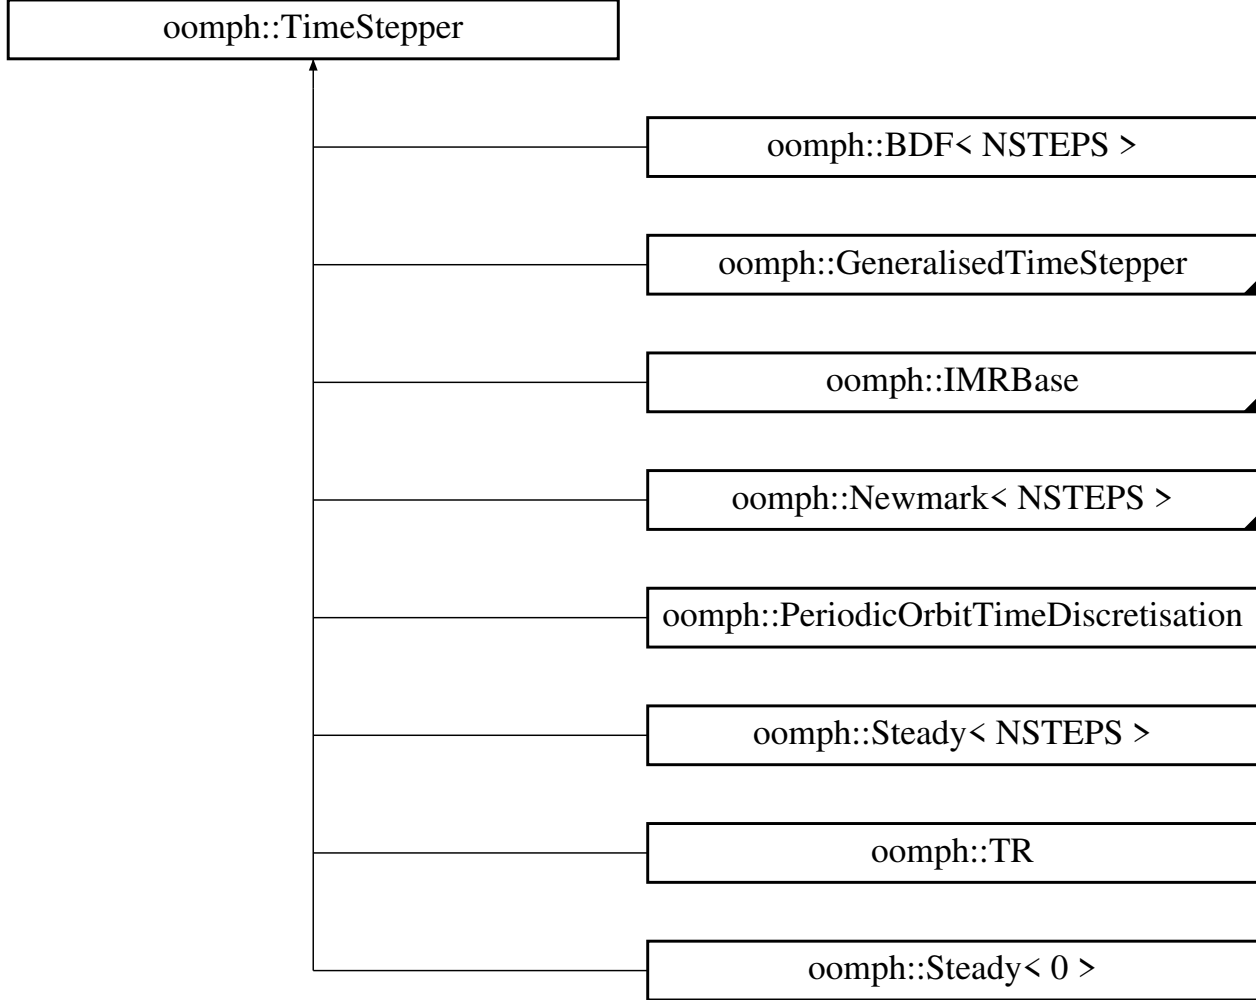 oomph::TimeStepper
oomph::BDF< NSTEPS >
oomph::GeneralisedTimeStepper
oomph::IMRBase
oomph::Newmark< NSTEPS >
oomph::PeriodicOrbitTimeDiscretisation
oomph::Steady< NSTEPS >
oomph::TR
oomph::Steady< 0 >